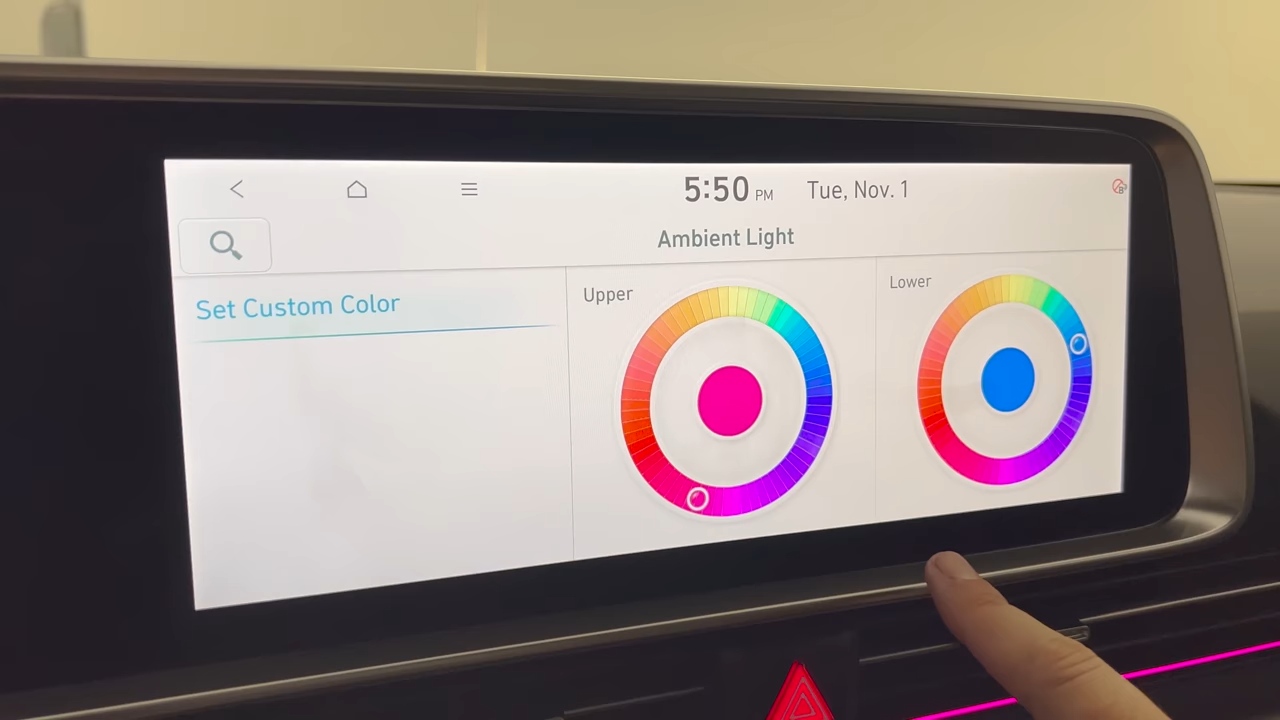 5:50 PM Tue, Nov. 1
Ambient Light
Set Custom Color
Upper
Lower